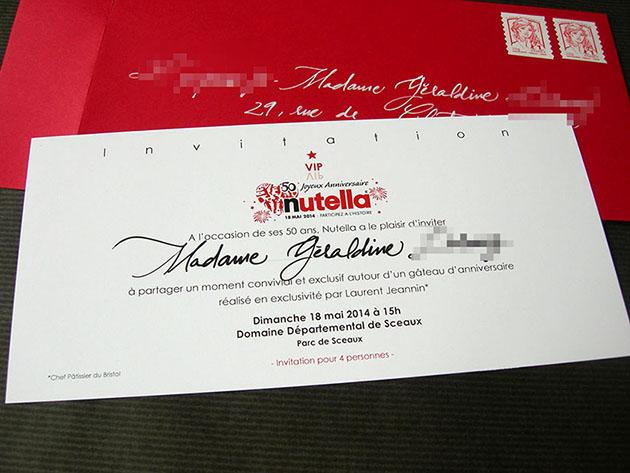 Madame Géraldine
29, rue de
Invitation
VIP
50 Joyeux Anniversaire
nutella
18 MAI 2014 - PARTICIPEZ A L'HISTOIRE
A l'occasion de ses 50 ans, Nutella a le plaisir d'inviter
Madame Géraldine
à partager un moment convivial et exclusif autour d'un gâteau d'anniversaire
réalisé en exclusivité par Laurent Jeannin*
Dimanche 18 mai 2014 à 15h
Domaine Départemental de Sceaux
Parc de Sceaux
- Invitation pour 4 personnes -
*Chef Pâtissier du Bristol